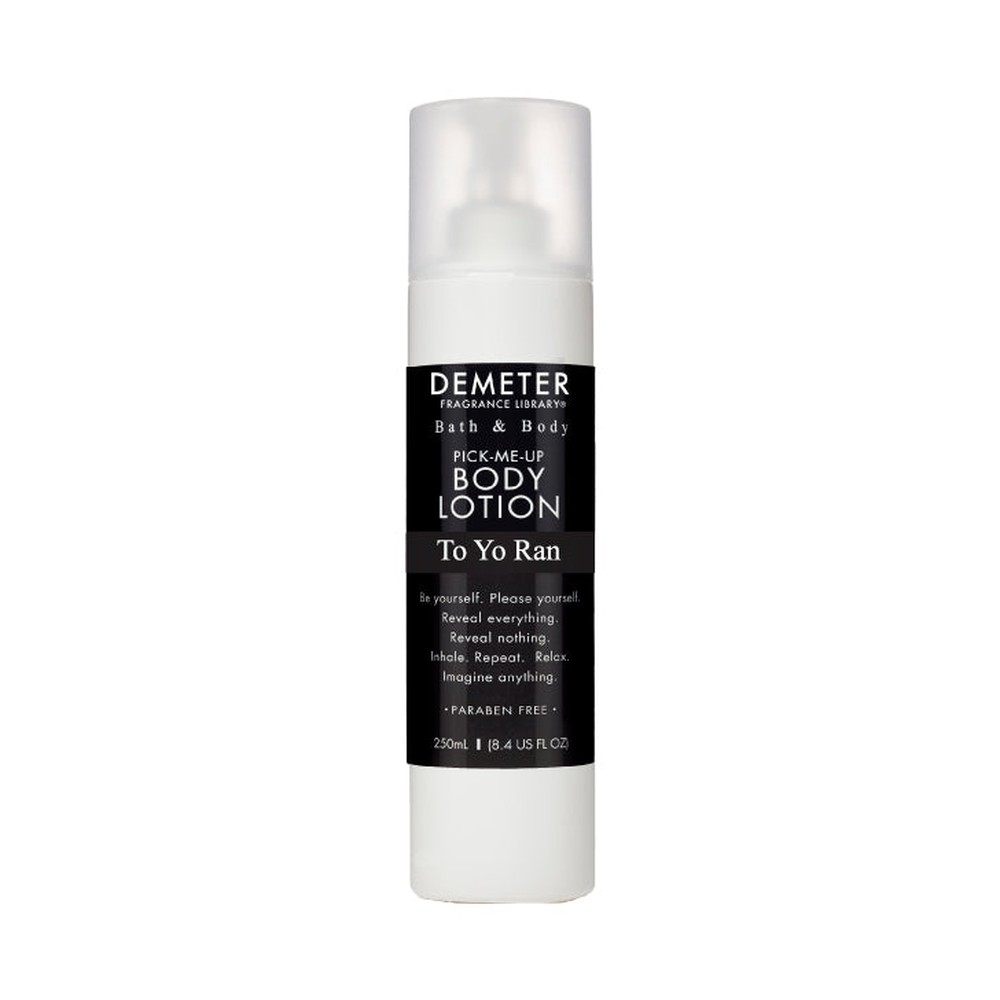 DEMETER
FRAGRANCE LIBRARY®
Bath & Body
PICK-ME-UP
BODY
LOTION
To Yo Ran
Be yourself. Please yourself.
Reveal everything.
Reveal nothing.
Inhale. Repeat. Relax.
Imagine anything.
• PARABEN FREE •
250mL | (8.4 US FL OZ)